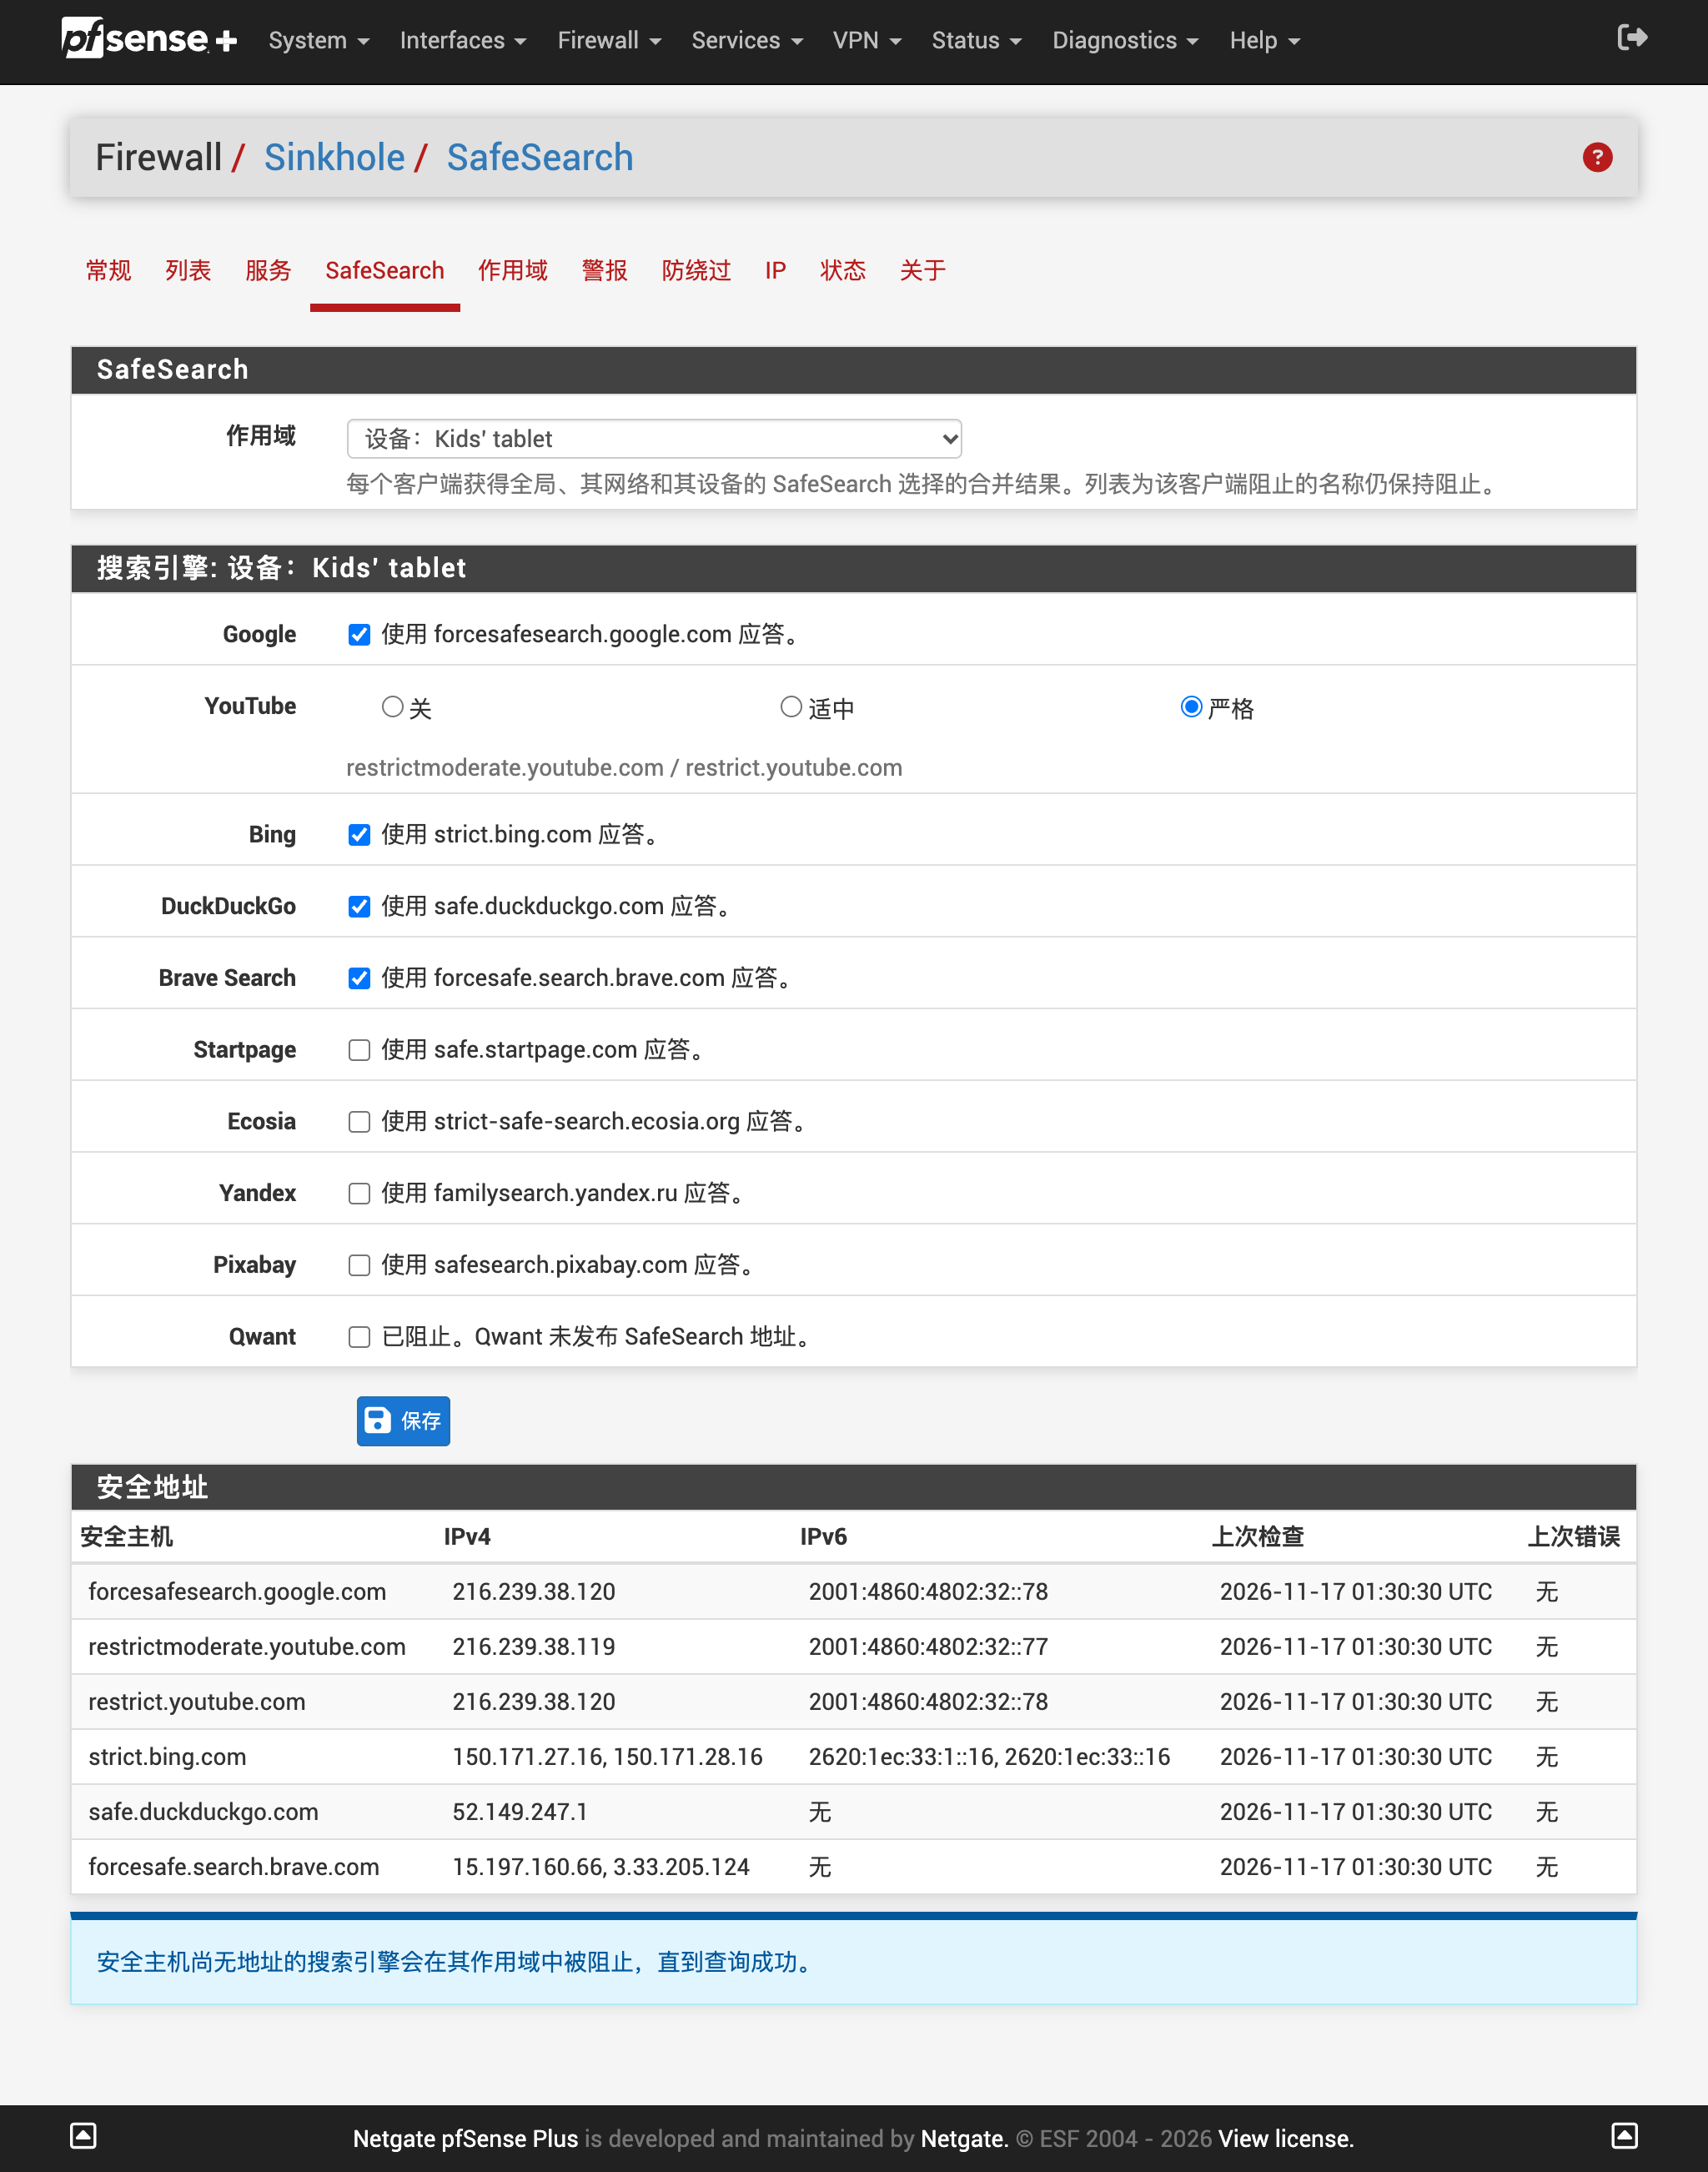 pfsense+ System Interfaces Firewall Services VPN Status Diagnostics Help
Firewall / Sinkhole / SafeSearch ?
常规 列表 服务 SafeSearch 作用域 警报 防绕过 IP 状态 关于
SafeSearch
作用域 设备：Kids' tablet
每个客户端获得全局、其网络和其设备的 SafeSearch 选择的合并结果。列表为该客户端阻止的名称仍保持阻止。
搜索引擎: 设备：Kids' tablet
Google 使用 forcesafesearch.google.com 应答。
YouTube 关 适中 严格
restrictmoderate.youtube.com / restrict.youtube.com
Bing 使用 strict.bing.com 应答。
DuckDuckGo 使用 safe.duckduckgo.com 应答。
Brave Search 使用 forcesafe.search.brave.com 应答。
Startpage 使用 safe.startpage.com 应答。
Ecosia 使用 strict-safe-search.ecosia.org 应答。
Yandex 使用 familysearch.yandex.ru 应答。
Pixabay 使用 safesearch.pixabay.com 应答。
Qwant 已阻止。Qwant 未发布 SafeSearch 地址。
保存
安全地址
安全主机 IPv4 IPv6 上次检查 上次错误
forcesafesearch.google.com 216.239.38.120 2001:4860:4802:32::78 2026-11-17 01:30:30 UTC 无
restrictmoderate.youtube.com 216.239.38.119 2001:4860:4802:32::77 2026-11-17 01:30:30 UTC 无
restrict.youtube.com 216.239.38.120 2001:4860:4802:32::78 2026-11-17 01:30:30 UTC 无
strict.bing.com 150.171.27.16, 150.171.28.16 2620:1ec:33:1::16, 2620:1ec:33::16 2026-11-17 01:30:30 UTC 无
safe.duckduckgo.com 52.149.247.1 无 2026-11-17 01:30:30 UTC 无
forcesafe.search.brave.com 15.197.160.66, 3.33.205.124 无 2026-11-17 01:30:30 UTC 无
安全主机尚无地址的搜索引擎会在其作用域中被阻止，直到查询成功。
Netgate pfSense Plus is developed and maintained by Netgate. © ESF 2004 - 2026 View license.